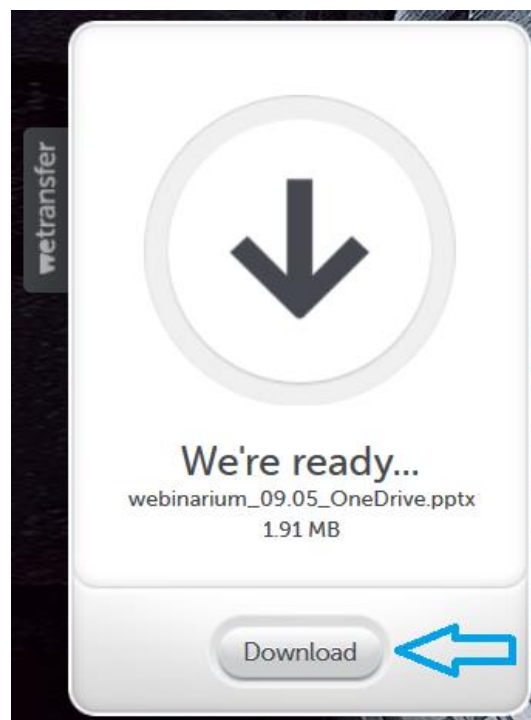 wetransfer
We're ready...
webinarium_09.05_OneDrive.pptx
1.91 MB
Download